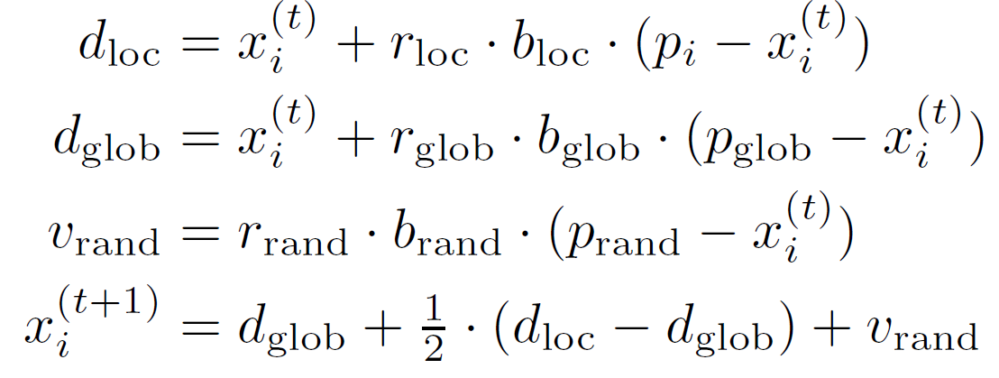 d_loc = x_i^(t) + r_loc · b_loc · (p_i − x_i^(t))
d_glob = x_i^(t) + r_glob · b_glob · (p_glob − x_i^(t))
v_rand = r_rand · b_rand · (p_rand − x_i^(t))
x_i^(t+1) = d_glob + 1/2 · (d_loc − d_glob) + v_rand